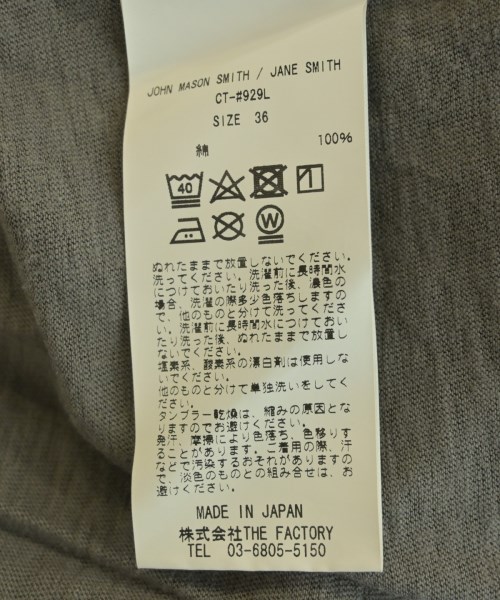 JOHN MASON SMITH / JANE SMITH
CT-#929L
SIZE 36
綿 100%
40
W
ぬれたままで放置しないでください。
洗ってください。洗濯前に長時間水
につけておいたり洗った後、濃色の
場合、洗濯の際多少色落ちしますの
で、他のものと分けて洗ってくださ
い。洗濯前に長時間水につけておい
たり洗った後、ぬれたままで放置し
ないでください。
塩素系、酸素系の漂白剤は使用しな
いでください。
他のものと分けて単独洗いをしてく
ださい。
タンブラー乾燥は、縮みの原因とな
りますのでお避けください。
発汗、摩擦により色落ち、色移りす
ることがあります。ご着用の際、汗
などで汚染するおそれがありますの
で、淡色のものとの組み合せは、お
避けください。
MADE IN JAPAN
株式会社THE FACTORY
TEL 03-6805-5150